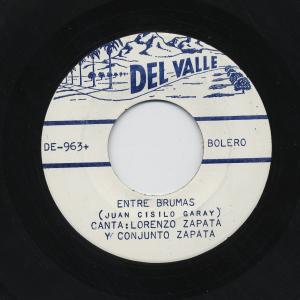 DEL VALLE
DE-963+
BOLERO
ENTRE BRUMAS
(JUAN CISILO GARAY)
CANTA:LORENZO ZAPATA
Y CONJUNTO ZAPATA